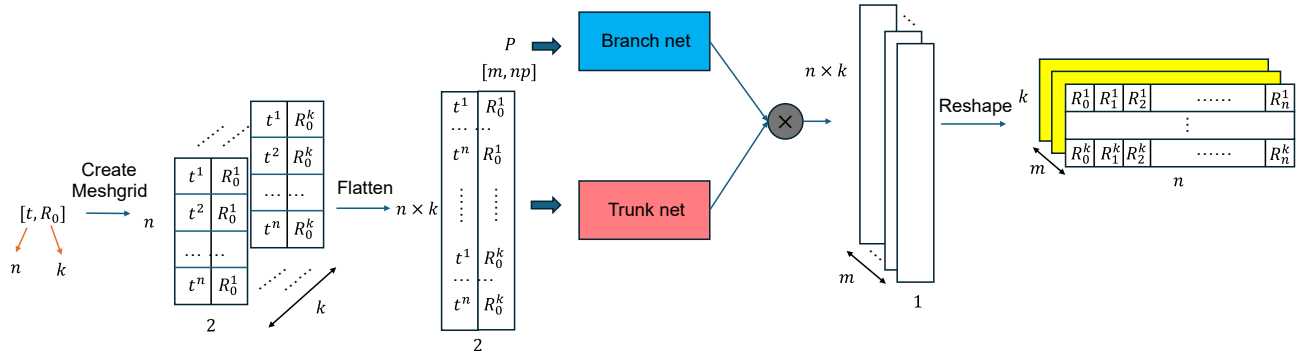 [t, R₀]
n
k
Create
Meshgrid
n
t¹ R₀¹
t² R₀¹
... ...
tⁿ R₀¹
2
t¹ R₀ᵏ
t² R₀ᵏ
... ...
tⁿ R₀ᵏ
k
Flatten
n × k
t¹ R₀¹
... ...
tⁿ R₀¹
...... ......
t¹ R₀ᵏ
... ...
tⁿ R₀ᵏ
2
P
[m, np]
Branch net
Trunk net
×
n × k
m
1
Reshape
k
m
R₀¹ R₁¹ R₂¹ ...... Rₙ¹
⋮
R₀ᵏ R₁ᵏ R₂ᵏ ...... Rₙᵏ
n